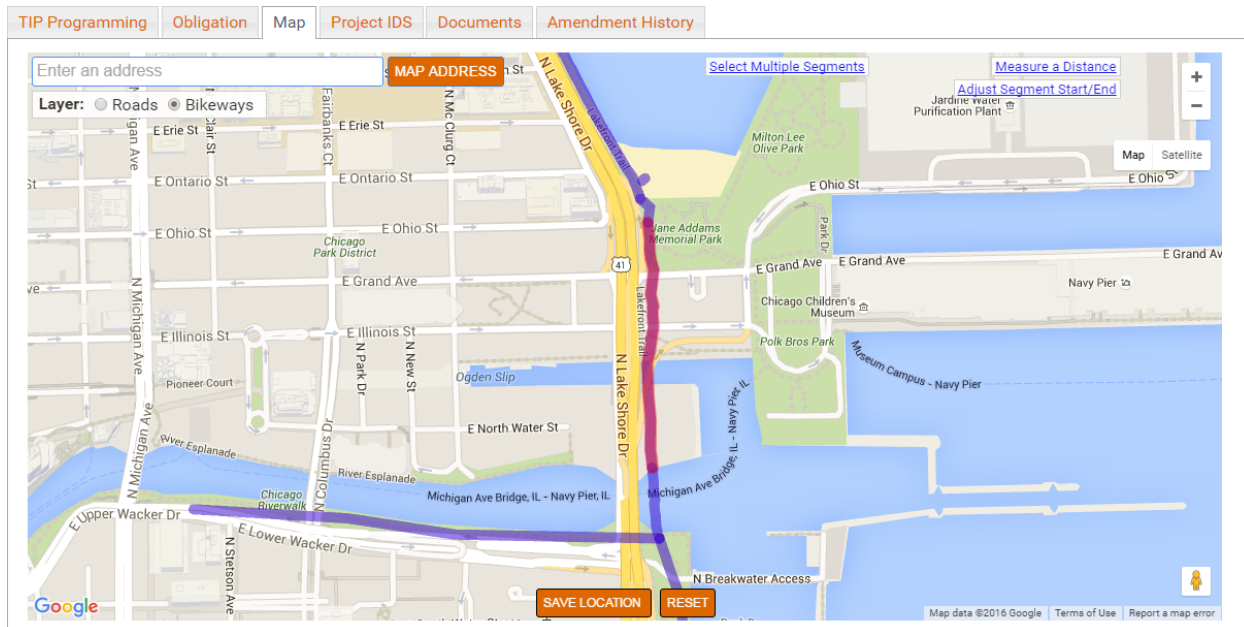 TIP Programming
Obligation
Map
Project IDS
Documents
Amendment History
Enter an address
MAP ADDRESS
n St
Select Multiple Segments
Measure a Distance
Adjust Segment Start/End
Layer: Roads Bikeways
+
−
Map Satellite
Jardine Water
Purification Plant
Milton Lee
Olive Park
N Lake Shore Dr
Lakefront Trail
Fairbanks Ct
N Mc Clurg Ct
E Erie St
E Erie St
E Ontario St
E Ontario St
E Ohio St
E Ohio St
E Ohio St
E Ohio St
Chicago
Park District
Jane Addams
Memorial Park
Park Dr
41
E Grand Ave
E Grand Ave
E Grand Ave
E Grand Av
Navy Pier
Chicago Children's
Museum
Lakefront Trail
N Michigan Ave
E Illinois St
E Illinois St
N Park Dr
N New St
Polk Bros Park
Museum Campus - Navy Pier
Pioneer Court
Ogden Slip
N Lake Shore Dr
E North Water St
N Michigan Ave
N Columbus Dr
River Esplanade
River Esplanade
Chicago
Riverwalk
Michigan Ave Bridge, IL - Navy Pier, IL
Michigan Ave Bridge, IL - Navy Pier, IL
E Upper Wacker Dr
E Lower Wacker Dr
N Stetson Ave
N Breakwater Access
SAVE LOCATION
RESET
Google
Map data ©2016 Google
Terms of Use
Report a map error